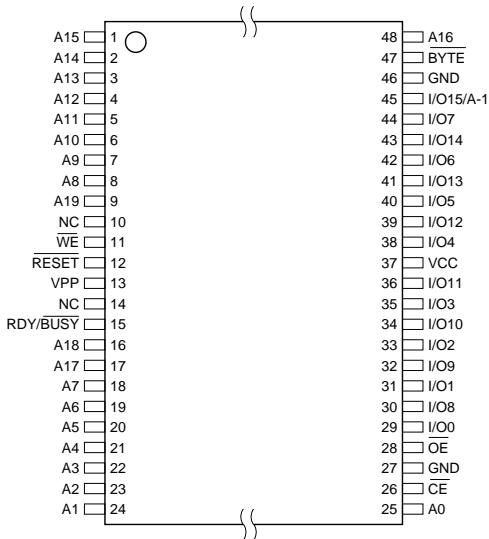 A15 1 48 A16
A14 2 47 BYTE
A13 3 46 GND
A12 4 45 I/O15/A-1
A11 5 44 I/O7
A10 6 43 I/O14
A9 7 42 I/O6
A8 8 41 I/O13
A19 9 40 I/O5
NC 10 39 I/O12
WE 11 38 I/O4
RESET 12 37 VCC
VPP 13 36 I/O11
NC 14 35 I/O3
RDY/BUSY 15 34 I/O10
A18 16 33 I/O2
A17 17 32 I/O9
A7 18 31 I/O1
A6 19 30 I/O8
A5 20 29 I/O0
A4 21 28 OE
A3 22 27 GND
A2 23 26 CE
A1 24 25 A0